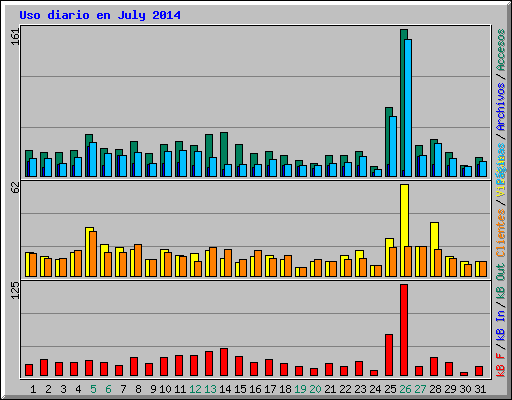 Uso diario en July 2014
161
62
125
Páginas / Archivos / Accesos
Clientes /
kB F / kB In / kB Out
1 2 3 4 5 6 7 8 9 10 11 12 13 14 15 16 17 18 19 20 21 22 23 24 25 26 27 28 29 30 31